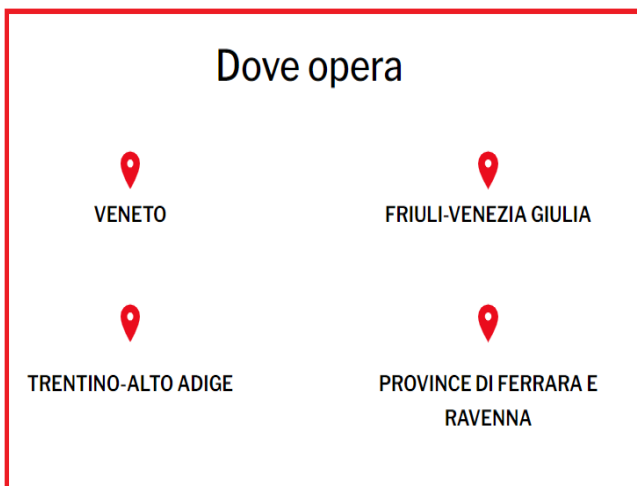 Dove opera
VENETO
FRIULI-VENEZIA GIULIA
TRENTINO-ALTO ADIGE
PROVINCE DI FERRARA E
RAVENNA